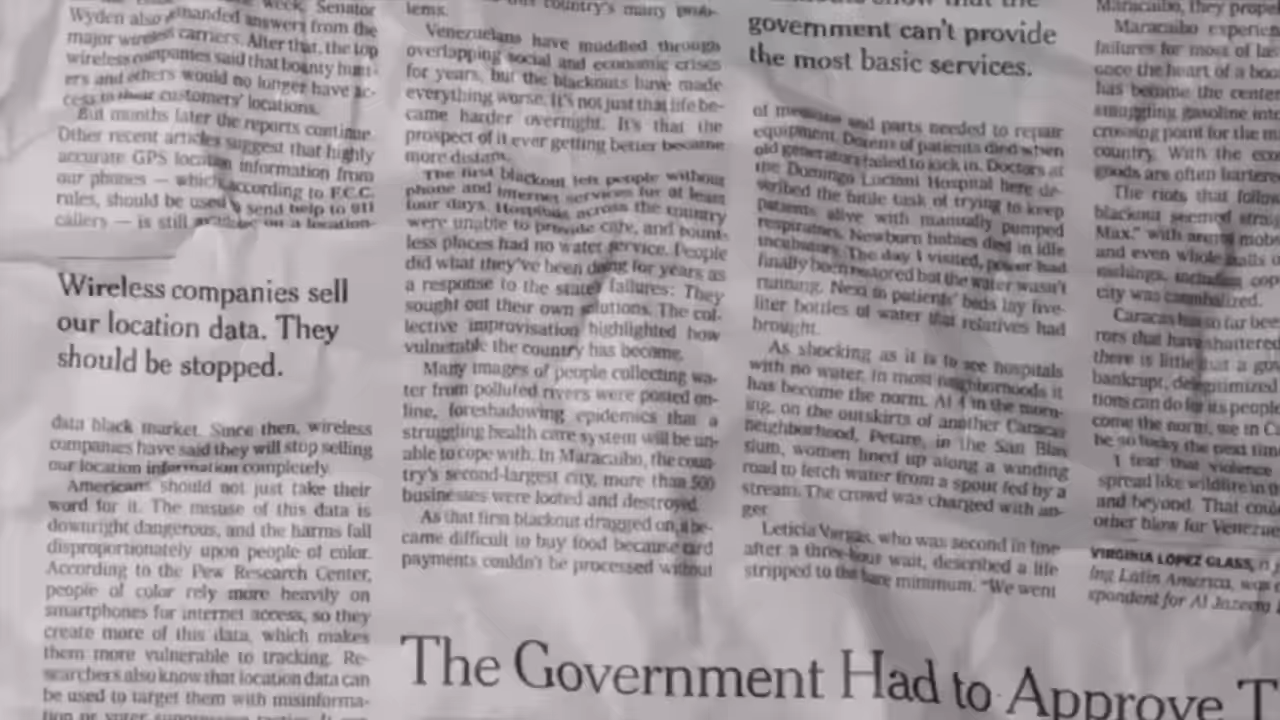 week, Senator
Wyden also demanded answers from the
major wireless carriers. After that, the top
wireless companies said that bounty hunt-
ers and others would no longer have ac-
cess to their customers' locations.
But months later the reports continue.
Other recent articles suggest that highly
accurate GPS location information from
our phones — which, according to F.C.C.
rules, should be used to send help to 911
callers — is still available on a location-
Wireless companies sell
our location data. They
should be stopped.
data black market. Since then, wireless
companies have said they will stop selling
our location information completely.
Americans should not just take their
word for it. The misuse of this data is
downright dangerous, and the harms fall
disproportionately upon people of color.
According to the Pew Research Center,
people of color rely more heavily on
smartphones for internet access, so they
create more of this data, which makes
them more vulnerable to tracking. Re-
searchers also know that location data can
be used to target them with misinforma-
tion or voter suppression tactics. It
country's many prob-
lems.
Venezuelans have muddled through
overlapping social and economic crises
for years, but the blackouts have made
everything worse. It's not just that life be-
came harder overnight. It's that the
prospect of it ever getting better became
more distant.
The first blackout left people without
phone and internet services for at least
four days. Hospitals across the country
were unable to provide care, and count-
less places had no water service. People
did what they've been doing for years as
a response to the state's failures: They
sought out their own solutions. The col-
lective improvisation highlighted how
vulnerable the country has become.
Many images of people collecting wa-
ter from polluted rivers were posted on-
line, foreshadowing epidemics that a
struggling health care system will be un-
able to cope with. In Maracaibo, the coun-
try's second-largest city, more than 500
businesses were looted and destroyed.
As that first blackout dragged on, it be-
came difficult to buy food because card
payments couldn't be processed without
show that the
government can't provide
the most basic services.
of and parts needed to repair
equipment. Dozens of patients died when
old generators failed to kick in. Doctors at
the Domingo Luciani Hospital here de-
scribed the futile task of trying to keep
patients alive with manually pumped
respirators. Newborn babies died in idle
incubators. The day I visited, power had
finally been restored but the water wasn't
running. Next to patients' beds lay five-
liter bottles of water that relatives had
brought.
As shocking as it is to see hospitals
with no water, in most neighborhoods it
has become the norm. At 4 in the morn-
ing, on the outskirts of another Caracas
neighborhood, Petare, in the San Blas
slum, women lined up along a winding
road to fetch water from a spout fed by a
stream. The crowd was charged with an-
ger.
Leticia Vargas, who was second in line
after a three-hour wait, described a life
stripped to the bare minimum. "We went
Maracaibo, they
Maracaibo
failures for most of
once the heart of a
has become the center
smuggling gasoline
crossing point for the
country. With the
goods are often
The riots that
blackout seemed
Max," with armed
and even whole malls
city was cannibalized.
Caracas has so far
rors that have shattered
there is little that a
bankrupt, delegitimized
tions can do for its people
come the norm, we in
be so lucky the next time
I fear that violence
spread like wildfire in
and beyond. That
other blow for
VIRGINIA LÓPEZ GLASS,
ing Latin America, was
spondent for Al Jazeera
The Government Had to Approve T